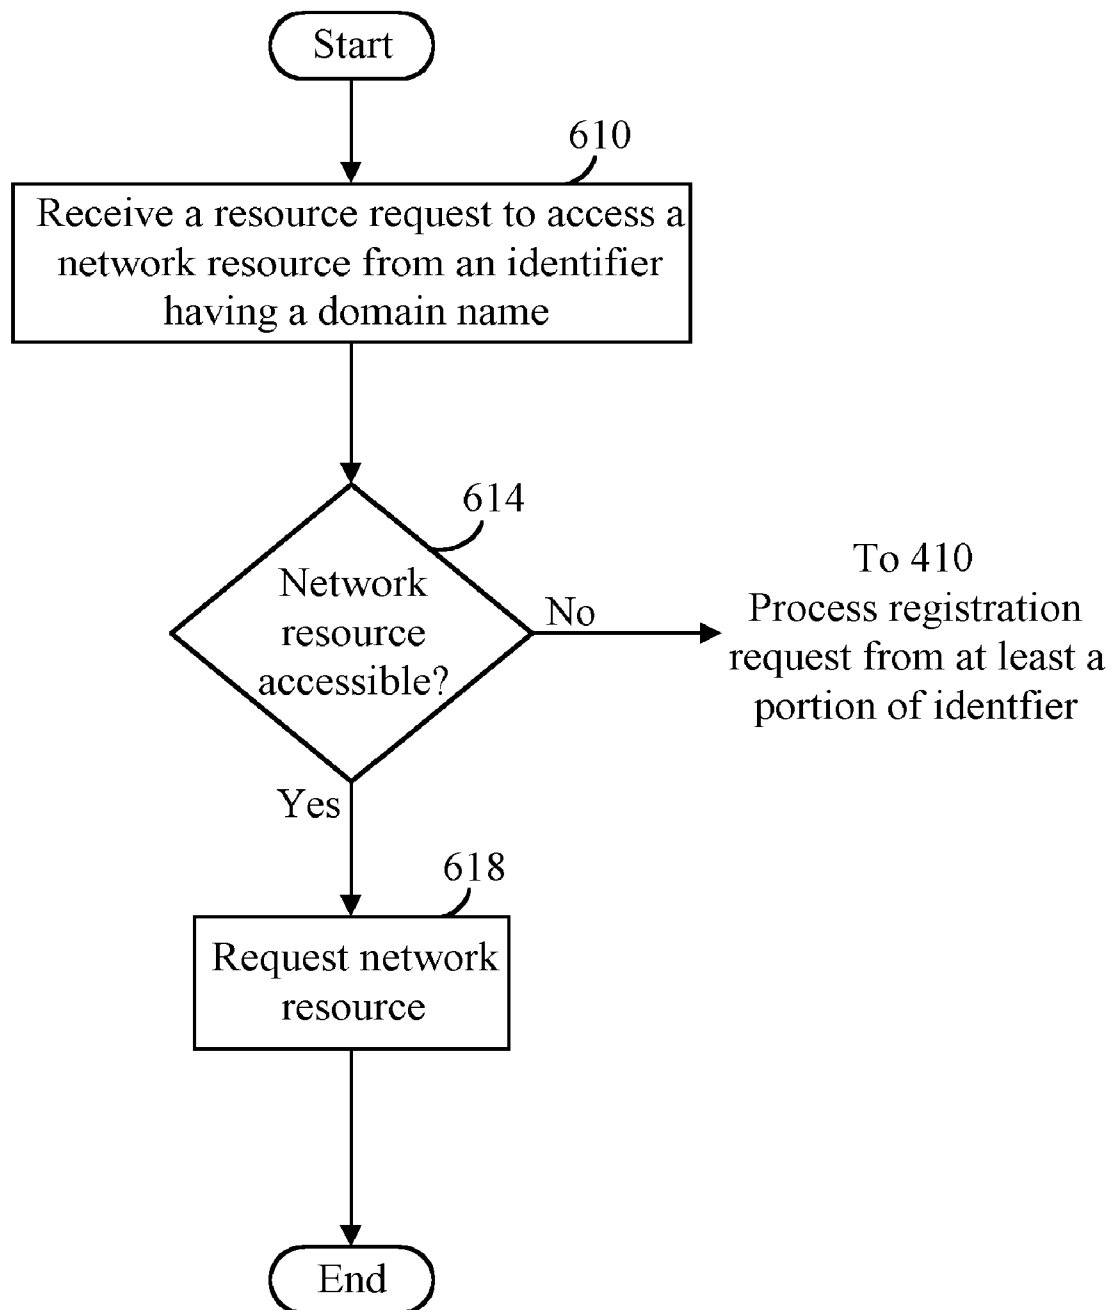 Start
610
Receive a resource request to access a
network resource from an identifier
having a domain name
614
Network
resource
accessible?
No
To 410
Process registration
request from at least a
portion of identfier
Yes
618
Request network
resource
End